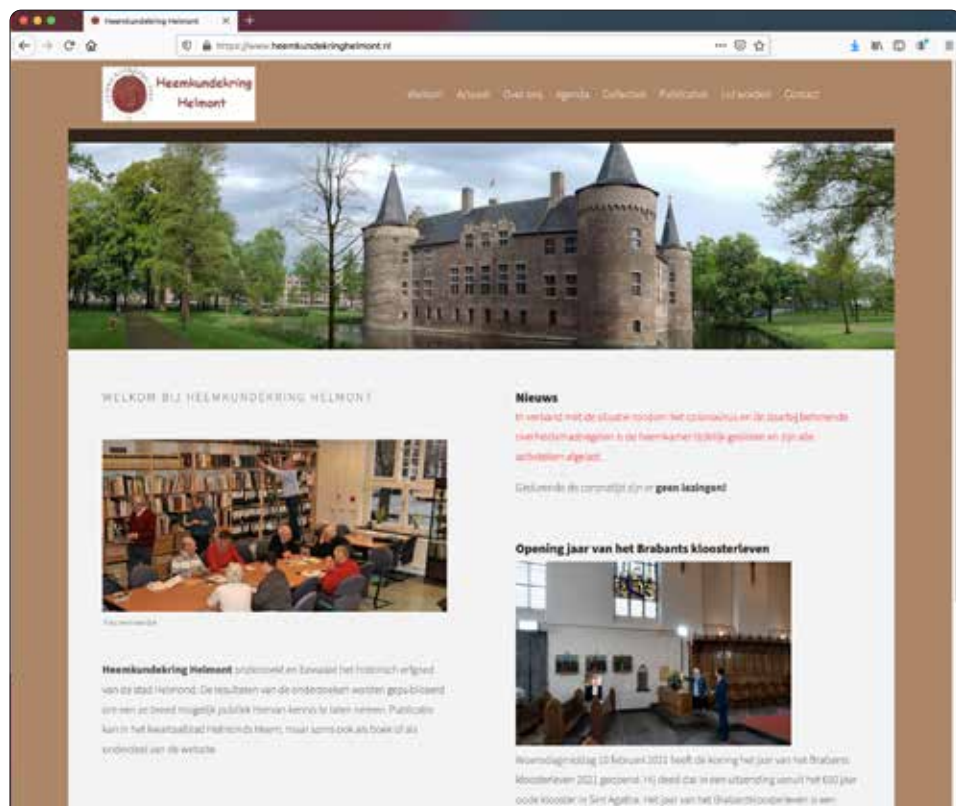 Heemkundekring Helmont
https://www.heemkundekringhelmont.nl
Heemkundekring
Helmont
Welkom Actueel Over ons Agenda Collecties Publicaties Lid worden Contact
WELKOM BIJ HEEMKUNDEKRING HELMONT
Heemkundekring Helmont onderzoekt en bewaart het historisch erfgoed
van de stad Helmond. De resultaten van de onderzoeken worden gepubliceerd
om een zo breed mogelijk publiek hiervan kennis te laten nemen. Publicatie
kan in het kwartaalblad Helmonds Heem, maar soms ook als boek of als
onderdeel van de website.
Nieuws
In verband met de situatie rondom het coronavirus en de daarbij behorende
overheidsmaatregelen is de heemkamer tijdelijk gesloten en zijn alle
activiteiten afgelast.
Gedurende de coronatijd zijn er geen lezingen!
Opening jaar van het Brabants kloosterleven
Woensdagmiddag 10 februari 2021 heeft de koning het jaar van het Brabants
kloosterleven 2021 geopend. Hij deed dat in een uitzending vanuit het 650 jaar
oude klooster in Sint Agatha. Het jaar van het Brabants kloosterleven is een